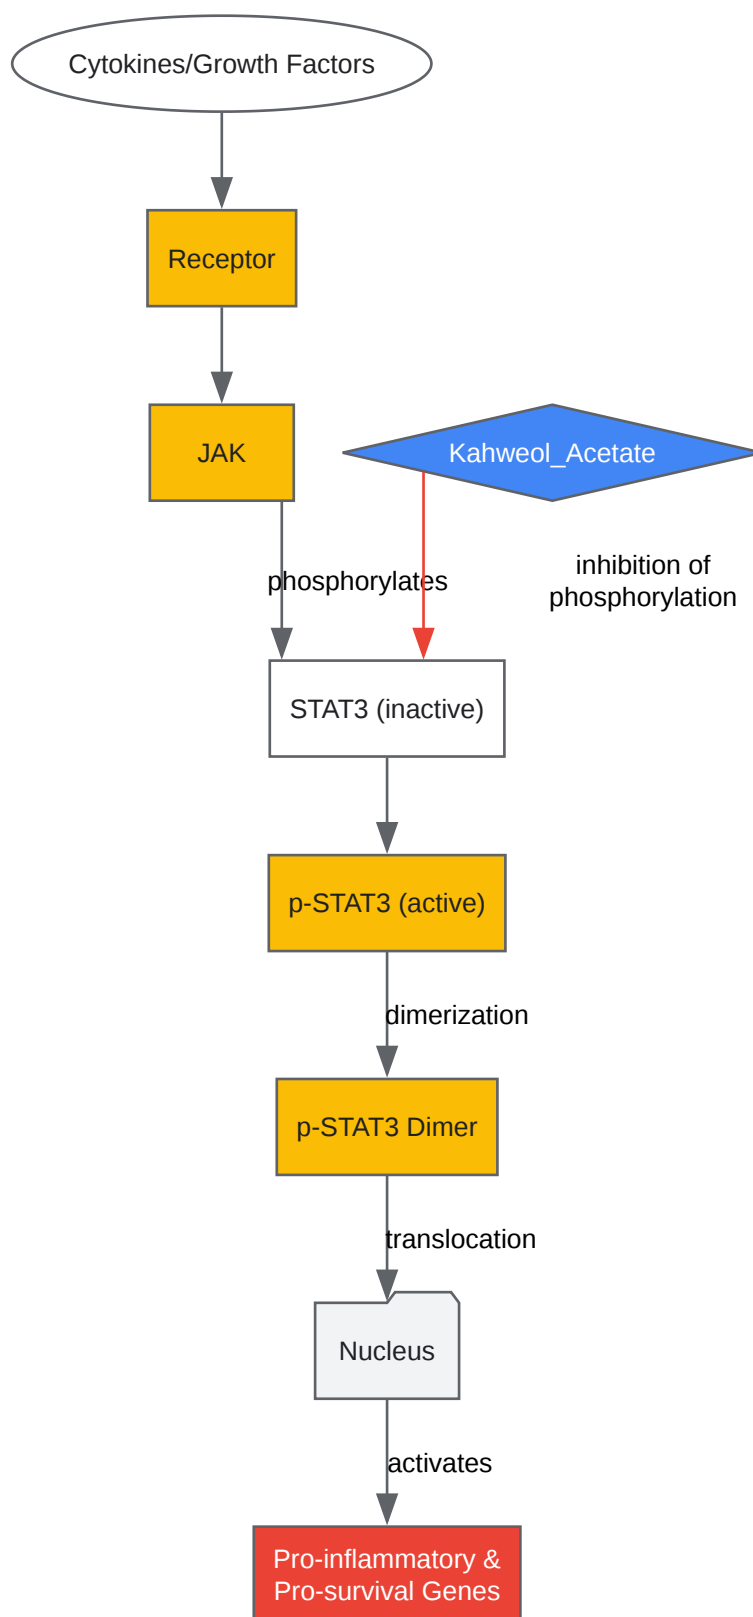 Cytokines/Growth Factors
Receptor
JAK
Kahweol_Acetate
phosphorylates
inhibition of
phosphorylation
STAT3 (inactive)
p-STAT3 (active)
dimerization
p-STAT3 Dimer
translocation
Nucleus
activates
Pro-inflammatory &
Pro-survival Genes